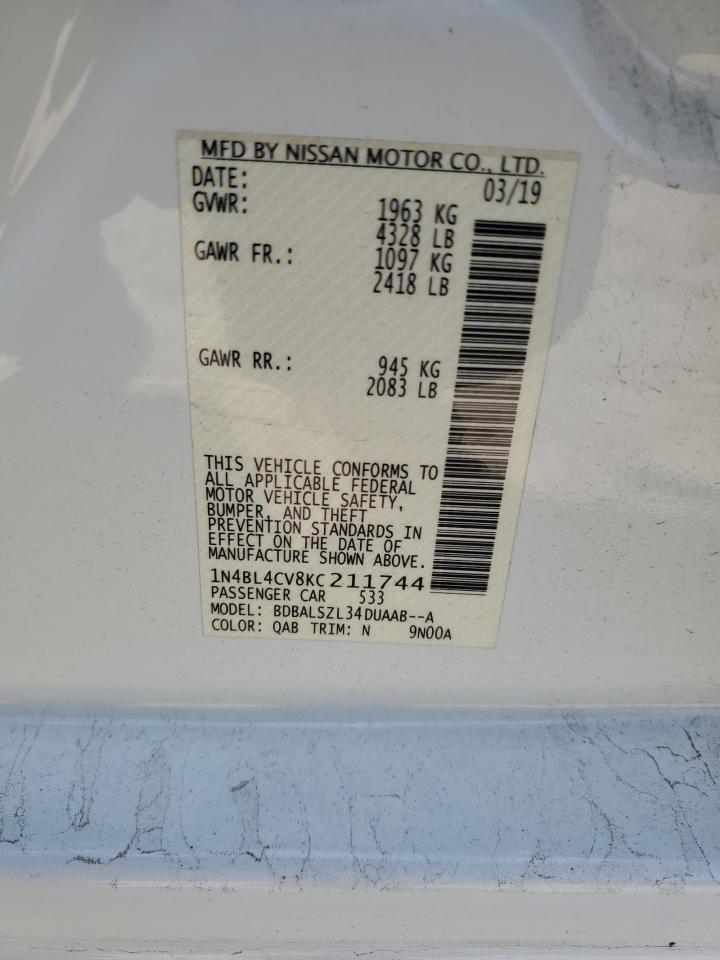 MFD BY NISSAN MOTOR CO., LTD.
DATE: 03/19
GVWR: 1963 KG
4328 LB
GAWR FR.: 1097 KG
2418 LB
GAWR RR.: 945 KG
2083 LB
THIS VEHICLE CONFORMS TO
ALL APPLICABLE FEDERAL
MOTOR VEHICLE SAFETY,
BUMPER, AND THEFT
PREVENTION STANDARDS IN
EFFECT ON THE DATE OF
MANUFACTURE SHOWN ABOVE.
1N4BL4CV8KC211744
PASSENGER CAR 533
MODEL: BDBALSZL34DUAAB--A
COLOR: QAB TRIM: N 9N00A